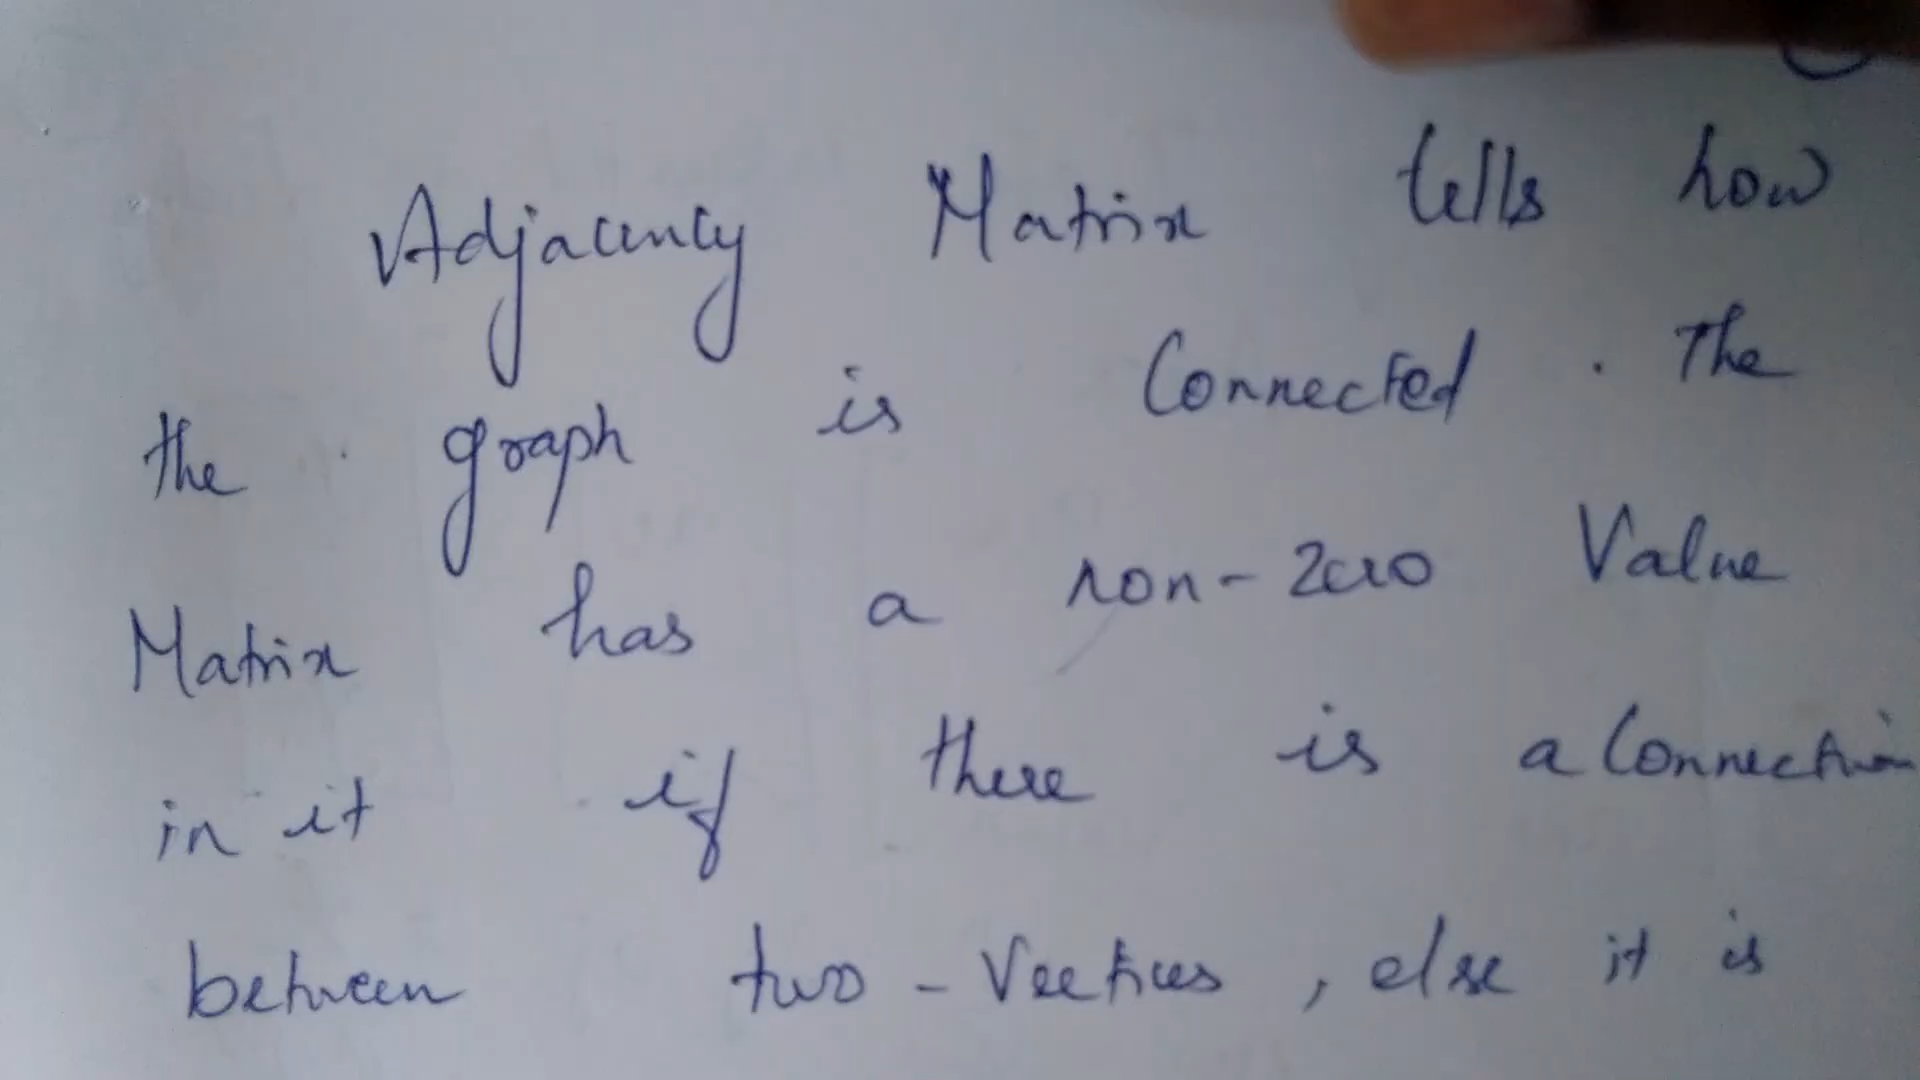 Adjacency Matrix tells how
the graph is Connected. The
Matrix has a non-zero Value
in it if there is a Connection
between two-Vertices, else it is